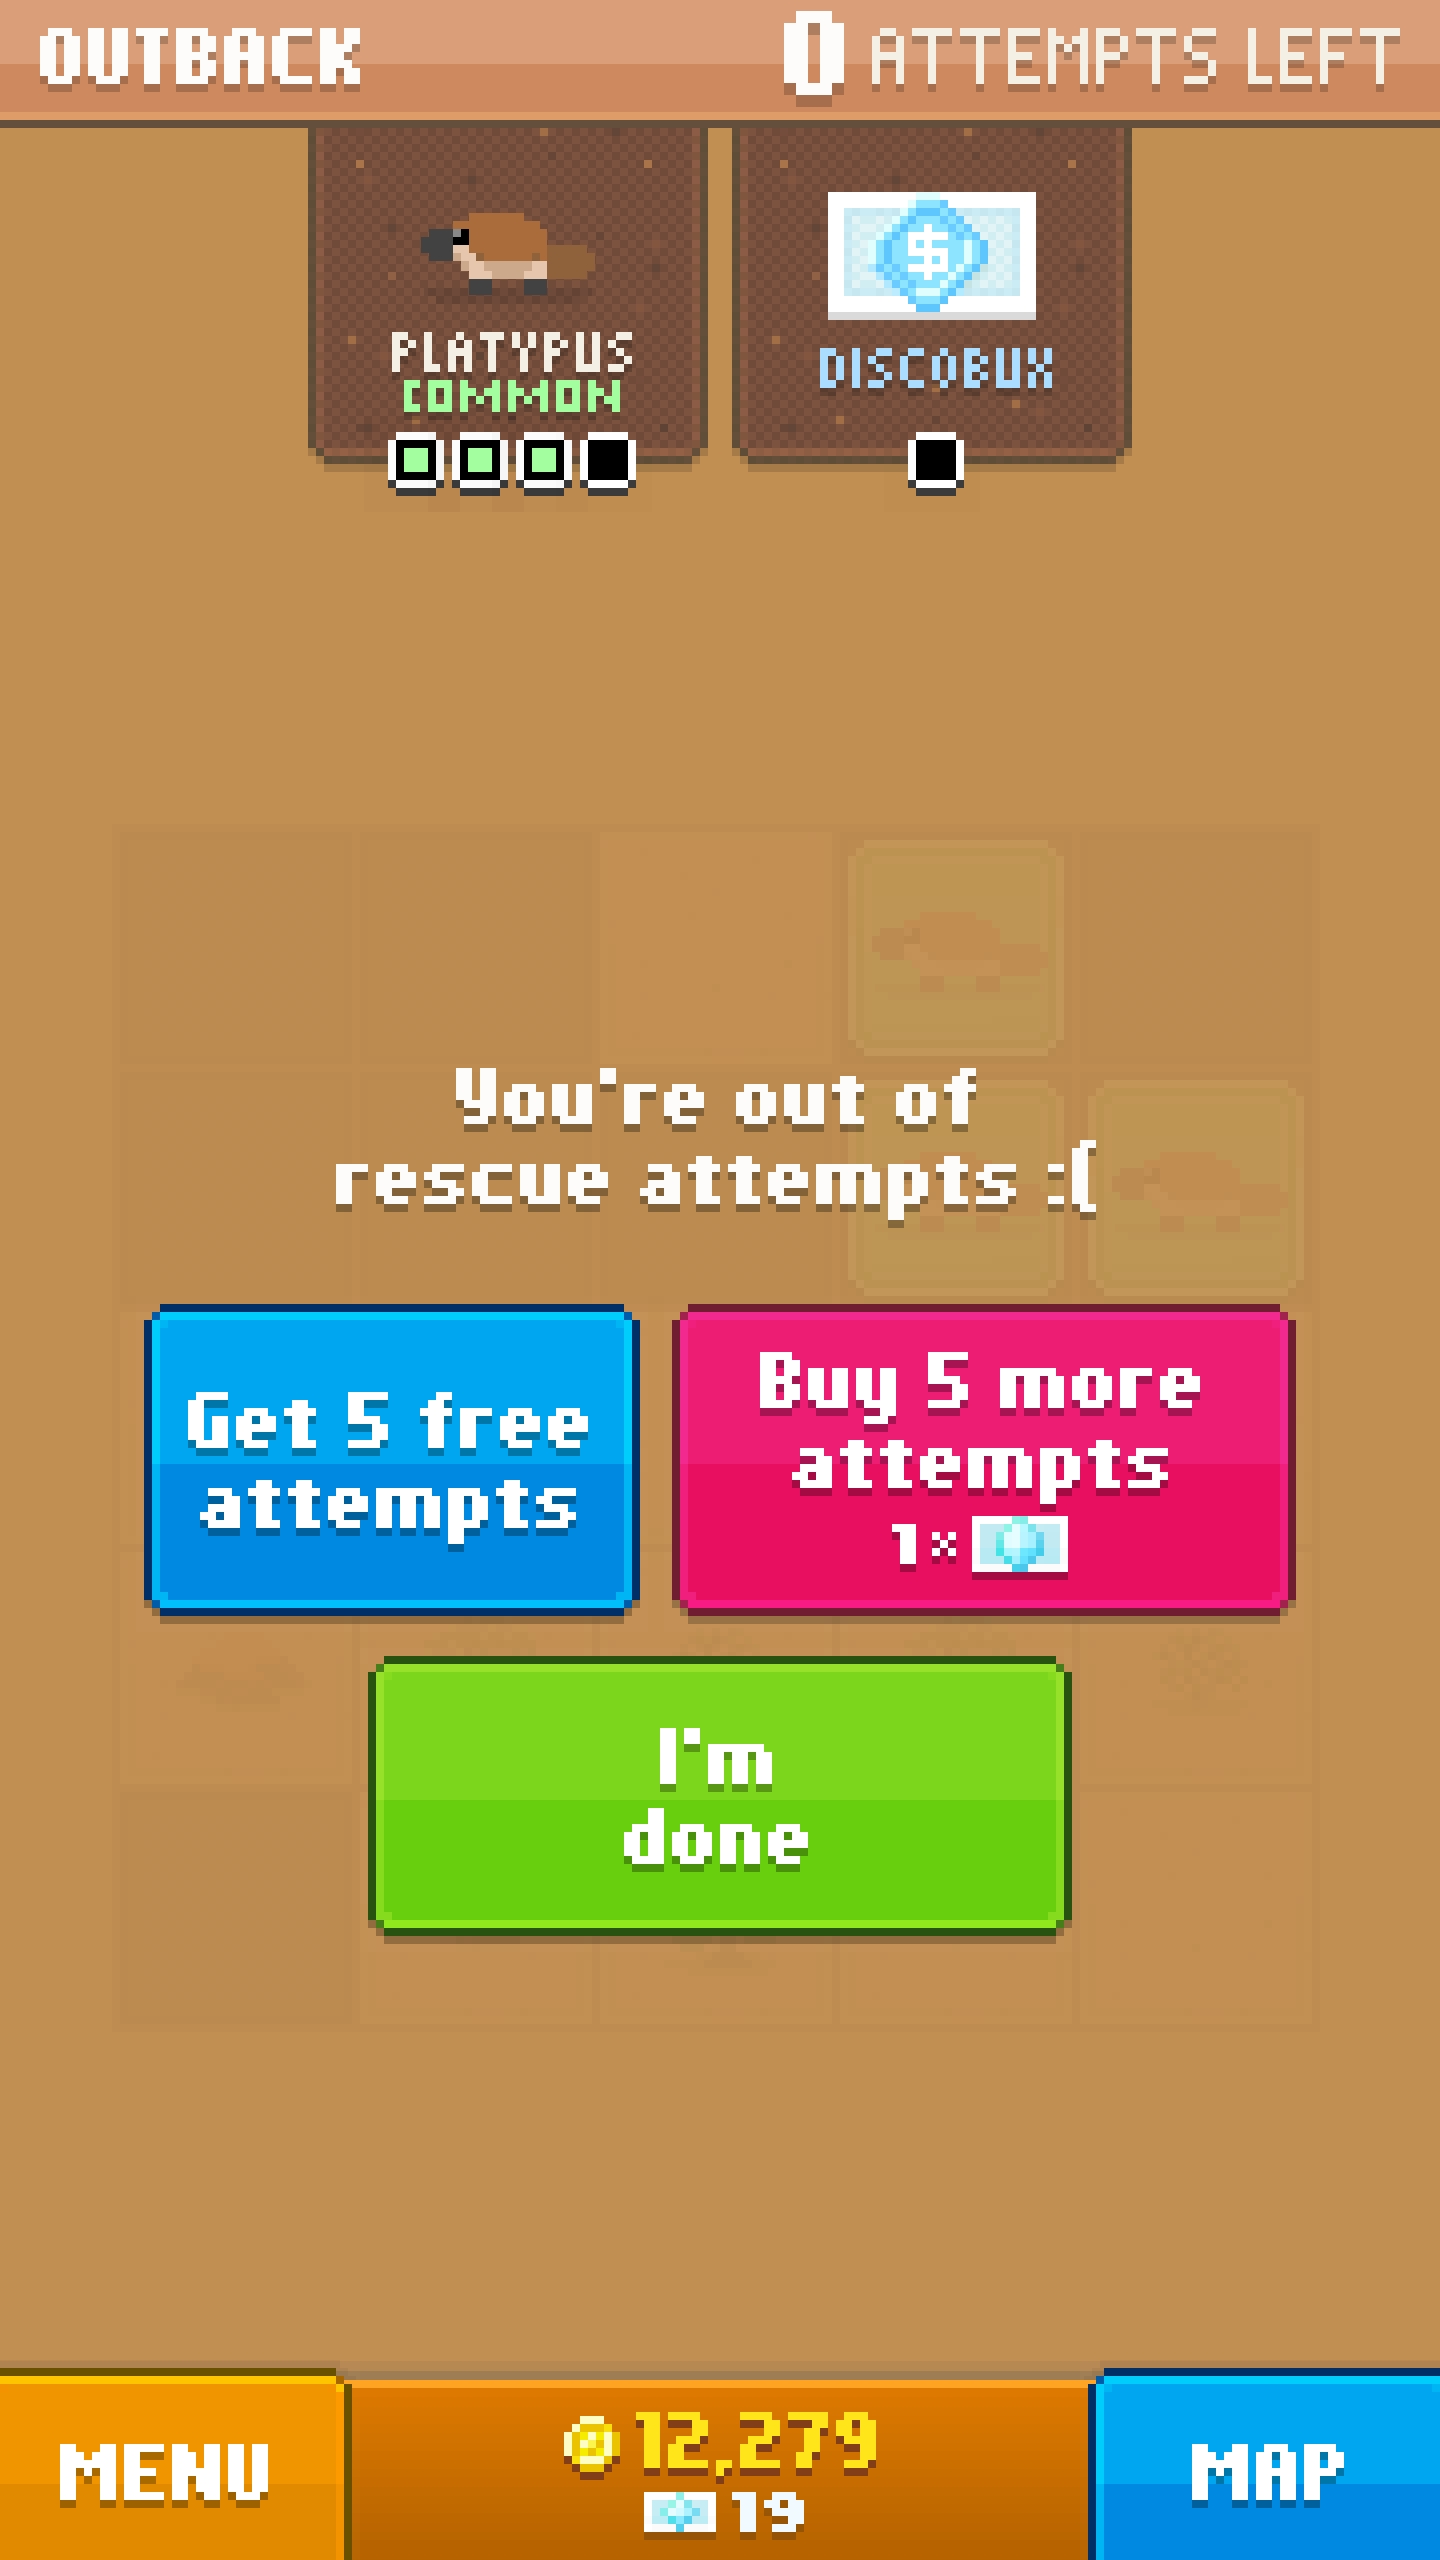 OUTBACK
0 ATTEMPTS LEFT
PLATYPUS
COMMON
$
DISCOBUX
You're out of
rescue attempts :(
Get 5 free
attempts
Buy 5 more
attempts
1×
I'm
done
MENU
12,279
19
MAP